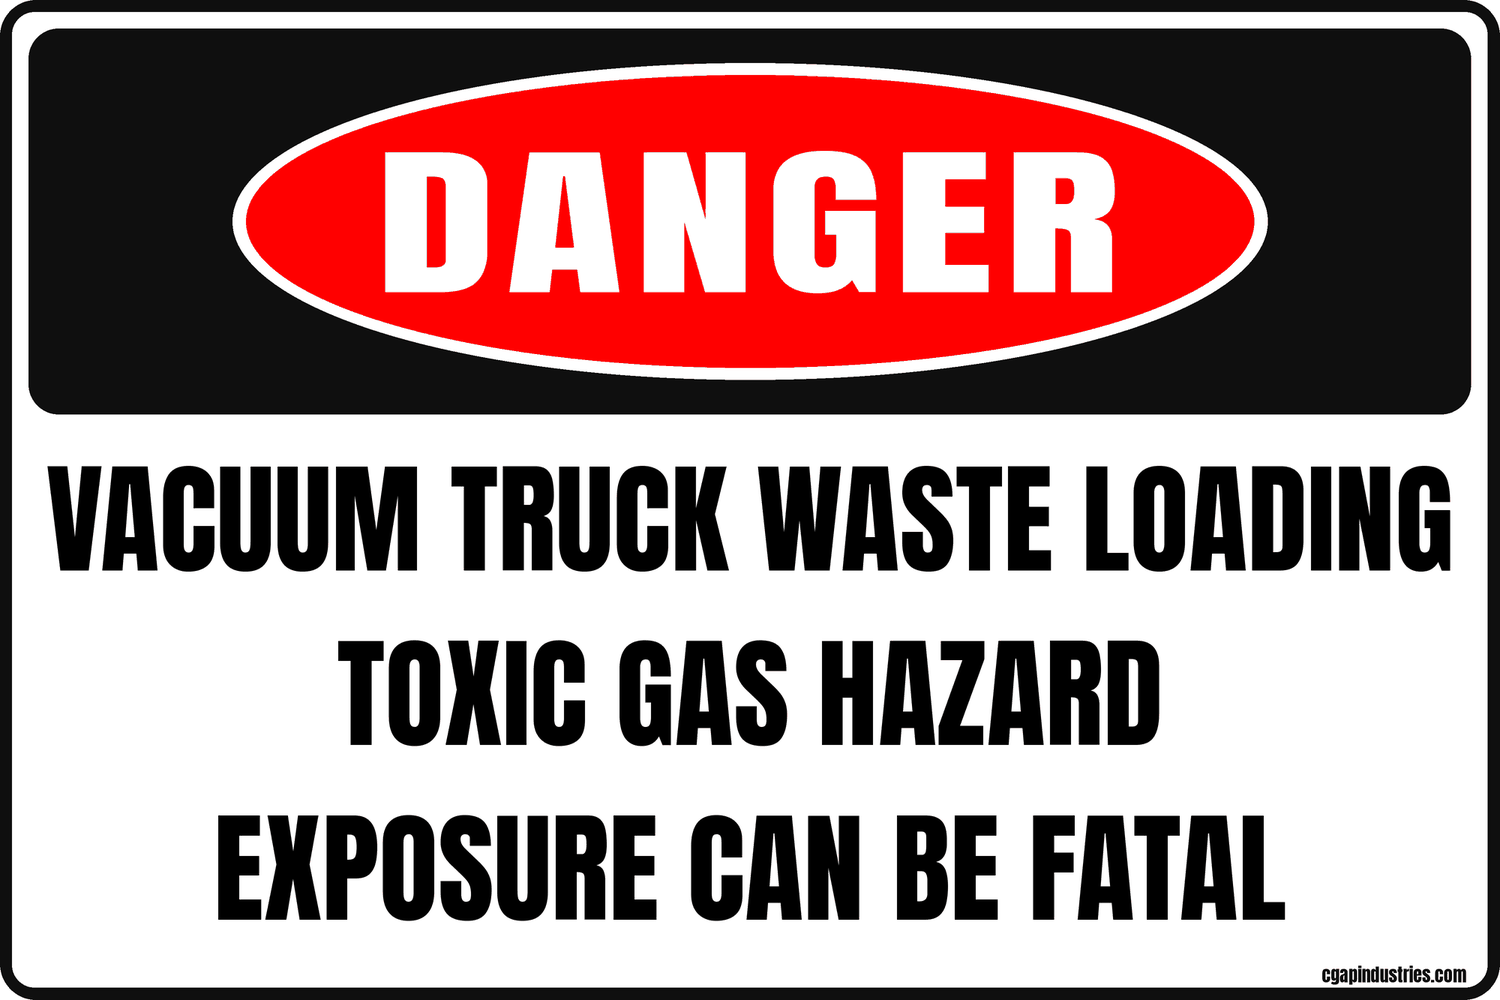 DANGER
VACUUM TRUCK WASTE LOADING
TOXIC GAS HAZARD
EXPOSURE CAN BE FATAL
cgapindustries.com